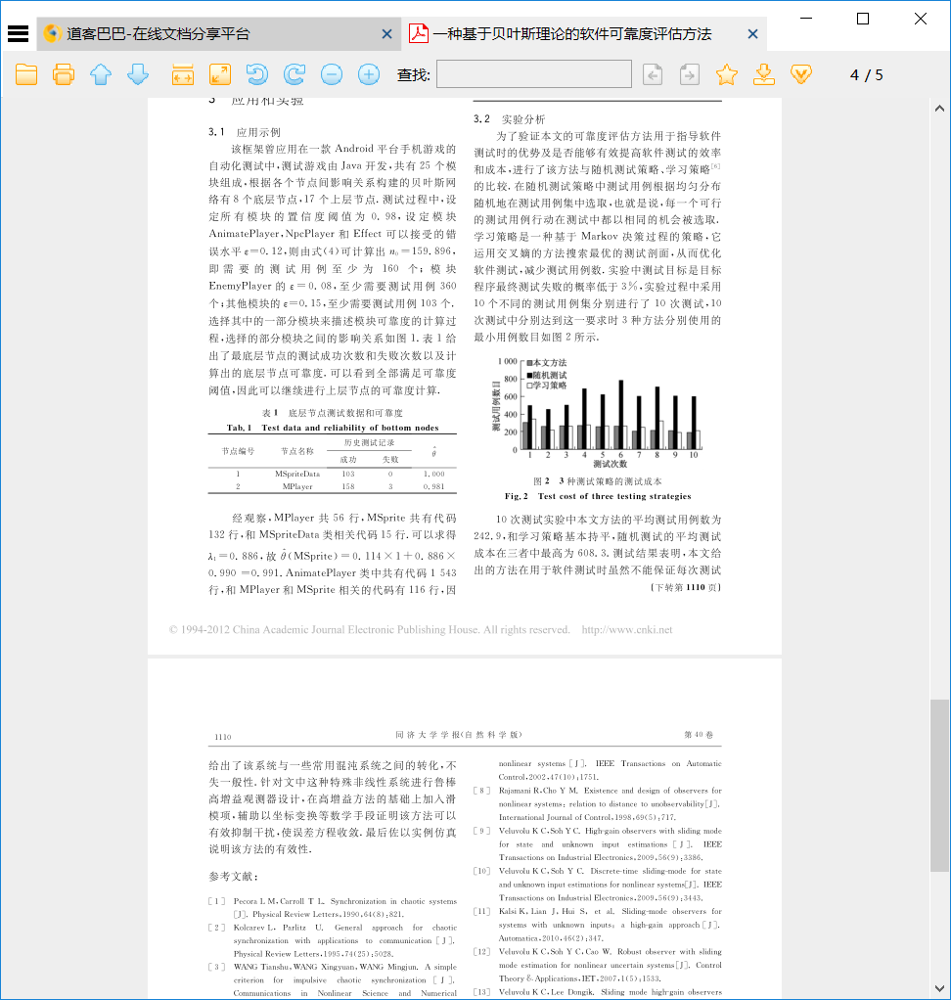 道客巴巴-在线文档分享平台
一种基于贝叶斯理论的软件可靠度评估方法
查找:
4 / 5
3 应用和实验
3.1 应用示例
该框架曾应用在一款 Android 平台手机游戏的
自动化测试中,测试游戏由 Java 开发,共有 25 个模
块组成,根据各个节点间影响关系构建的贝叶斯网
络有 8 个底层节点,17 个上层节点.测试过程中,设
定所有模块的置信度阈值为 0.98,设定模块
AnimatePlayer,NpcPlayer 和 Effect 可以接受的错
误水平 ε=0.12,则由式(4)可计算出 n₀=159.896,
即需要的测试用例至少为 160 个;模块
EnemyPlayer 的 ε=0.08,至少需要测试用例 360
个;其他模块的 ε=0.15,至少需要测试用例 103 个.
选择其中的一部分模块来描述模块可靠度的计算过
程,选择的部分模块之间的影响关系如图 1.表 1 给
出了最底层节点的测试成功次数和失败次数以及计
算出的底层节点可靠度.可以看到全部满足可靠度
阈值,因此可以继续进行上层节点的可靠度计算.
表 1 底层节点测试数据和可靠度
Tab.1 Test data and reliability of bottom nodes
节点编号 节点名称 历史测试记录 θ̂
成功 失败
1 MSpriteData 103 0 1.000
2 MPlayer 158 3 0.981
经观察,MPlayer 共 56 行,MSprite 共有代码
132 行,和 MSpriteData 类相关代码 15 行.可以求得
λ₁=0.886,故 θ̂(MSprite)=0.114×1+0.886×
0.990=0.991.AnimatePlayer 类中共有代码 1 543
行,和 MPlayer 和 MSprite 相关的代码有 116 行,因
3.2 实验分析
为了验证本文的可靠度评估方法用于指导软件
测试时的优势及是否能够有效提高软件测试的效率
和成本,进行了该方法与随机测试策略、学习策略[6]
的比较.在随机测试策略中测试用例根据均匀分布
随机地在测试用例集中选取,也就是说,每一个可行
的测试用例行动在测试中都以相同的机会被选取.
学习策略是一种基于 Markov 决策过程的策略,它
运用交叉熵的方法搜索最优的测试剖面,从而优化
软件测试,减少测试用例数.实验中测试目标是目标
程序最终测试失败的概率低于 3%,实验过程中采用
10 个不同的测试用例集分别进行了 10 次测试,10
次测试中分别达到这一要求时 3 种方法分别使用的
最小用例数目如图 2 所示.
测试用例数目
1 000
800
600
400
200
0
本文方法
随机测试
学习策略
1 2 3 4 5 6 7 8 9 10
测试次数
图 2 3 种测试策略的测试成本
Fig.2 Test cost of three testing strategies
10 次测试实验中本文方法的平均测试用例数为
242.9,和学习策略基本持平,随机测试的平均测试
成本在三者中最高为 608.3.测试结果表明,本文给
出的方法在用于软件测试时虽然不能保证每次测试
(下转第 1110 页)
© 1994-2012 China Academic Journal Electronic Publishing House. All rights reserved. http://www.cnki.net
1110 同济大学学报(自然科学版) 第 40 卷
给出了该系统与一些常用混沌系统之间的转化,不
失一般性.针对文中这种特殊非线性系统进行鲁棒
高增益观测器设计,在高增益方法的基础上加入滑
模项,辅助以坐标变换等数学手段证明该方法可以
有效抑制干扰,使误差方程收敛.最后佐以实例仿真
说明该方法的有效性.
参考文献:
[1] Pecora L M,Carroll T L. Synchronization in chaotic systems
[J]. Physical Review Letters,1990,64(8):821.
[2] Kolcarev L, Parlitz U. General approach for chaotic
synchronization with applications to communication [J].
Physical Review Letters,1995,74(25):5028.
[3] WANG Tianshu,WANG Xingyuan,WANG Mingjun. A simple
criterion for impulsive chaotic synchronization [J].
Communications in Nonlinear Science and Numerical
nonlinear systems [J]. IEEE Transactions on Automatic
Control,2002,47(10):1751.
[8] Rajamani R,Cho Y M. Existence and design of observers for
nonlinear systems: relation to distance to unobservability[J].
International Journal of Control,1998,69(5):717.
[9] Veluvolu K C,Soh Y C. High-gain observers with sliding mode
for state and unknown input estimations [J]. IEEE
Transactions on Industrial Electronics,2009,56(9):3386.
[10] Veluvolu K C,Soh Y C. Discrete-time sliding-mode for state
and unknown input estimations for nonlinear systems[J]. IEEE
Transactions on Industrial Electronics,2009,56(9):3443.
[11] Kalsi K,Lian J,Hui S, et al. Sliding-mode observers for
systems with unknown inputs: a high-gain approach [J].
Automatica,2010,46(2):347.
[12] Veluvolu K C,Soh Y C,Cao W. Robust observer with sliding
mode estimation for nonlinear uncertain systems[J]. Control
Theory & Applications,IET,2007,1(5):1533.
[13] Veluvolu K C,Lee Dongik. Sliding mode high-gain observers